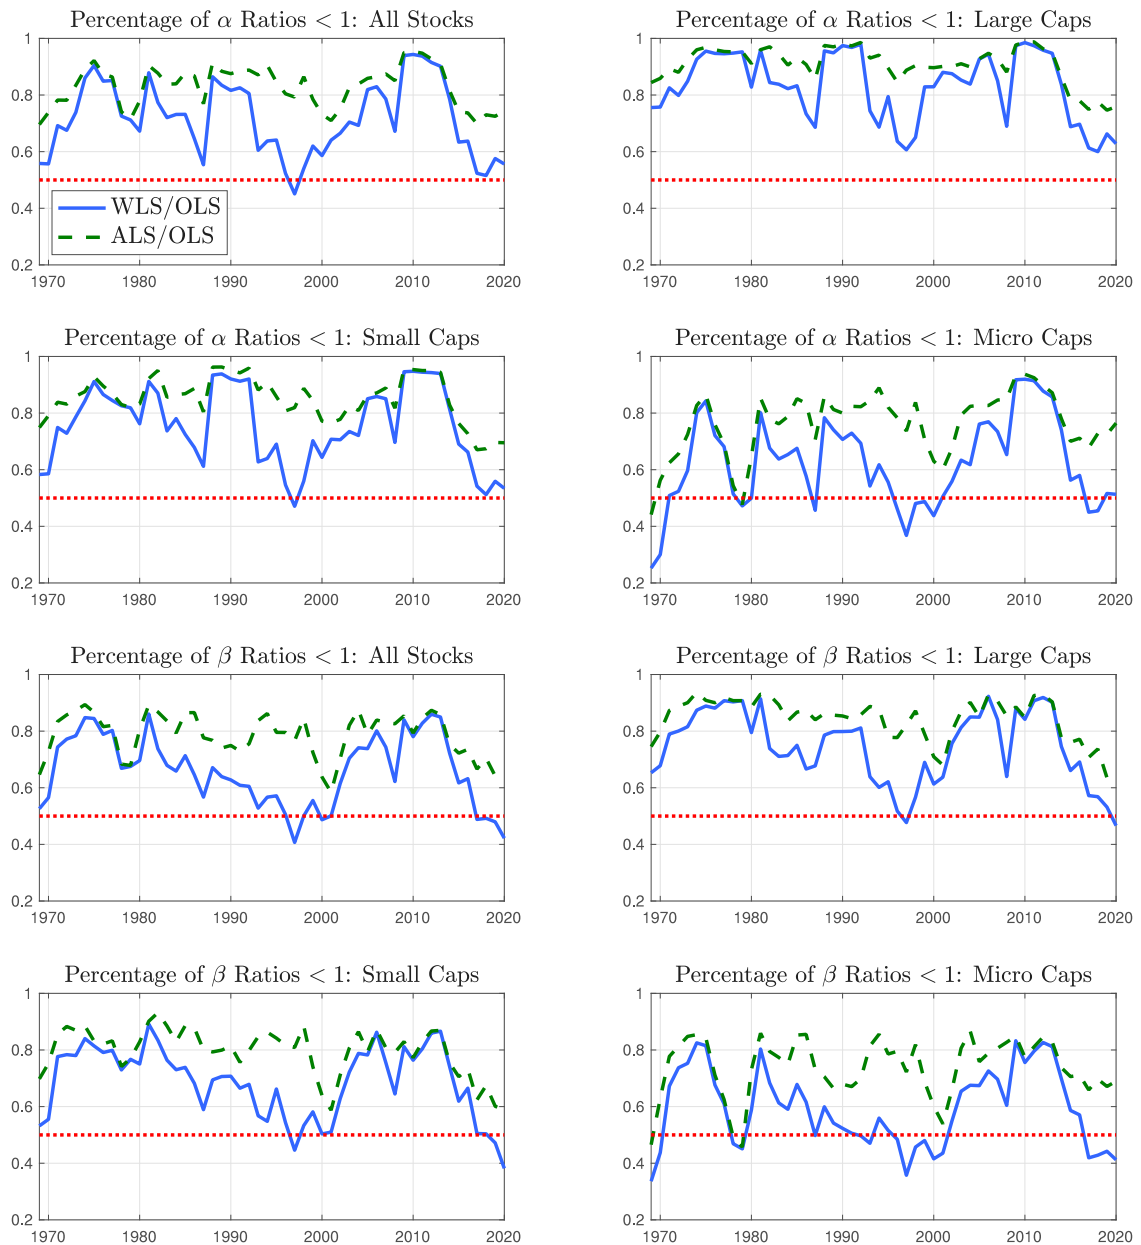 Percentage of α Ratios < 1: All Stocks
1
0.8
0.6
0.4
0.2
WLS/OLS
ALS/OLS
1970 1980 1990 2000 2010 2020
Percentage of α Ratios < 1: Large Caps
1
0.8
0.6
0.4
0.2
1970 1980 1990 2000 2010 2020
Percentage of α Ratios < 1: Small Caps
1
0.8
0.6
0.4
0.2
1970 1980 1990 2000 2010 2020
Percentage of α Ratios < 1: Micro Caps
1
0.8
0.6
0.4
0.2
1970 1980 1990 2000 2010 2020
Percentage of β Ratios < 1: All Stocks
1
0.8
0.6
0.4
0.2
1970 1980 1990 2000 2010 2020
Percentage of β Ratios < 1: Large Caps
1
0.8
0.6
0.4
0.2
1970 1980 1990 2000 2010 2020
Percentage of β Ratios < 1: Small Caps
1
0.8
0.6
0.4
0.2
1970 1980 1990 2000 2010 2020
Percentage of β Ratios < 1: Micro Caps
1
0.8
0.6
0.4
0.2
1970 1980 1990 2000 2010 2020